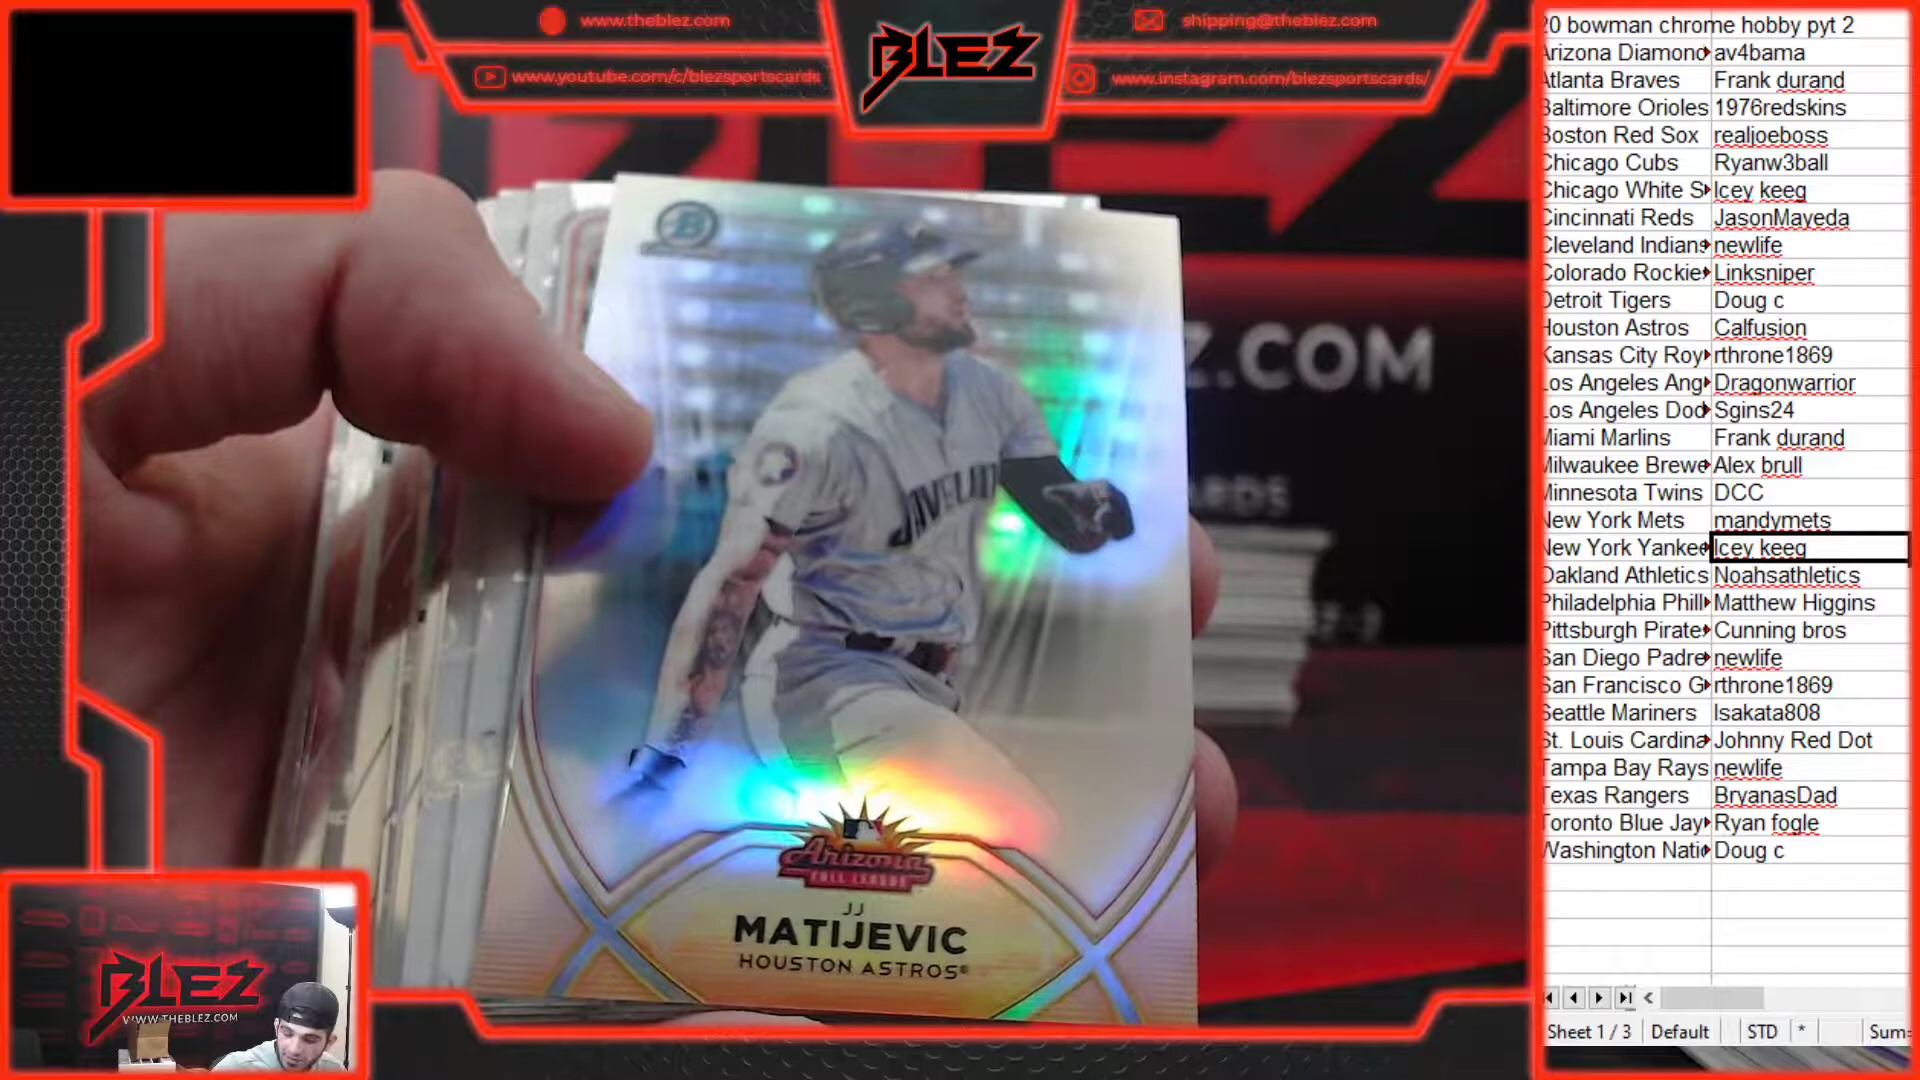 www.theblez.com
shipping@theblez.com
BLEZ
www.youtube.com/c/blezsportscards
www.instagram.com/blezsportscards/
20 bowman chrome hobby pyt 2
Arizona Diamond av4bama
Atlanta Braves Frank durand
Baltimore Orioles 1976redskins
Boston Red Sox realjoeboss
Chicago Cubs Ryanw3ball
Chicago White S Icey keeg
Cincinnati Reds JasonMayeda
Cleveland Indians newlife
Colorado Rockie Linksniper
Detroit Tigers Doug c
Houston Astros Calfusion
Kansas City Roy rthrone1869
Los Angeles Ang Dragonwarrior
Los Angeles Dod Sgins24
Miami Marlins Frank durand
Milwaukee Brewe Alex brull
Minnesota Twins DCC
New York Mets mandymets
New York Yankee Icey keeg
Oakland Athletics Noahsathletics
Philadelphia Philli Matthew Higgins
Pittsburgh Pirate Cunning bros
San Diego Padre newlife
San Francisco G rthrone1869
Seattle Mariners lsakata808
St. Louis Cardina Johnny Red Dot
Tampa Bay Rays newlife
Texas Rangers BryanasDad
Toronto Blue Jay Ryan fogle
Washington Natio Doug c
Sheet 1 / 3 Default STD * Sum=
Z.COM
ARDS
B
JAVELIN
Arizona
FALL LEAGUE
JJ
MATIJEVIC
HOUSTON ASTROS®
BLEZ
WWW.THEBLEZ.COM